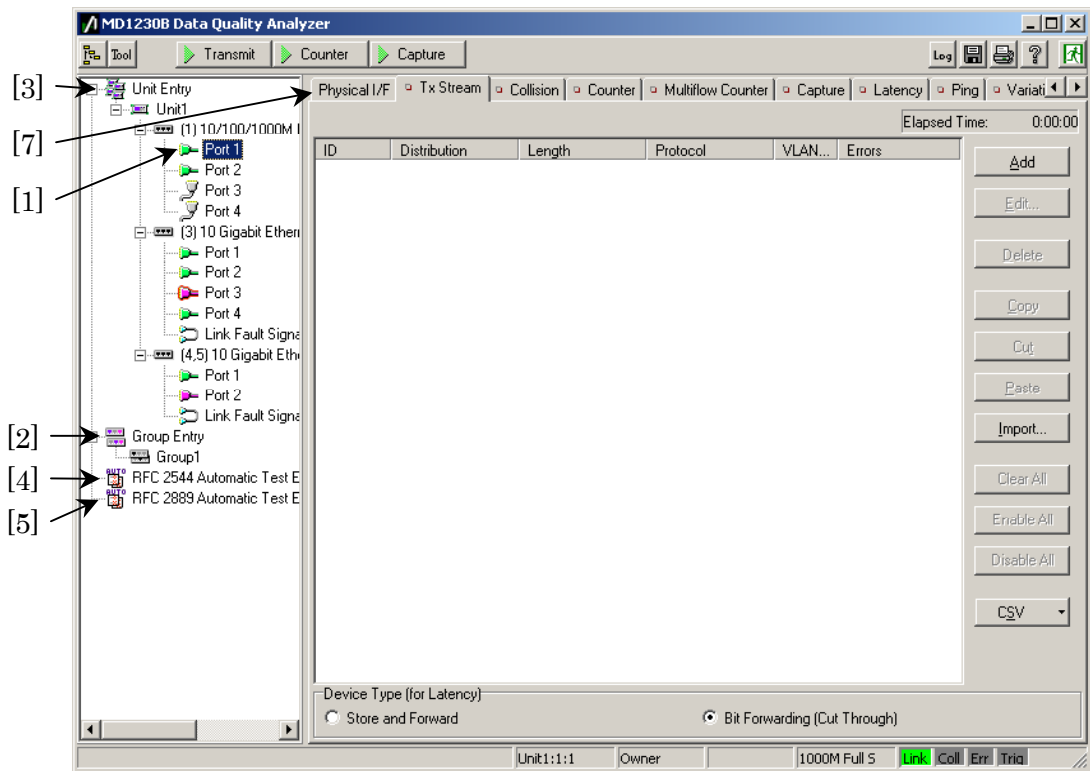 MD1230B Data Quality Analyzer
Tool Transmit Counter Capture Log
[3] Unit Entry
Unit1
(1) 10/100/1000M
[1] Port 1
Port 2
Port 3
Port 4
(3) 10 Gigabit Ethern
Port 1
Port 2
Port 3
Port 4
Link Fault Signa
(4,5) 10 Gigabit Eth
Port 1
Port 2
Link Fault Signa
[2] Group Entry
Group1
[4] AUTO RFC 2544 Automatic Test E
[5] AUTO RFC 2889 Automatic Test E
[7] Physical I/F Tx Stream Collision Counter Multiflow Counter Capture Latency Ping Variati
Elapsed Time: 0:00:00
ID Distribution Length Protocol VLAN... Errors
Add
Edit...
Delete
Copy
Cut
Paste
Import...
Clear All
Enable All
Disable All
CSV
Device Type (for Latency)
Store and Forward Bit Forwarding (Cut Through)
Unit1:1:1 Owner 1000M Full S Link Coll Err Trig